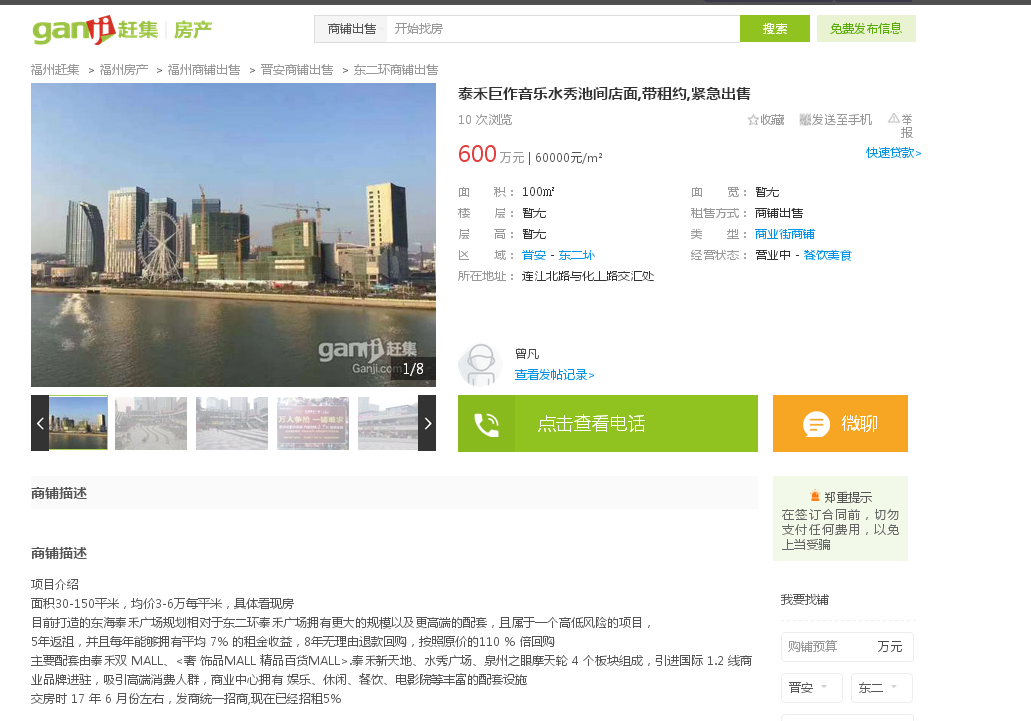 ganji 赶集 | 房产
商铺出售 开始找房 搜索 免费发布信息
福州赶集 > 福州房产 > 福州商铺出售 > 晋安商铺出售 > 东二环商铺出售
泰禾巨作音乐水秀池间店面,带租约,紧急出售
10 次浏览 收藏 发送至手机 举报
600 万元 | 60000元/m²
快速贷款>
面 积: 100㎡ 面 宽: 暂无
楼 层: 暂无 租售方式: 商铺出售
层 高: 暂无 类 型: 商业街商铺
区 域: 晋安 - 东二环 经营状态: 营业中 - 餐饮美食
所在地址: 连江北路与化工路交汇处
ganji 赶集
Ganji.com
1/8
曾凡
查看发帖记录>
点击查看电话 微聊
商铺描述
郑重提示
在签订合同前，切勿
支付任何费用，以免
上当受骗
商铺描述
项目介绍
面积30-150平米，均价3-6万每平米，具体看现房
目前打造的东海泰禾广场规划相对于东二环泰禾广场拥有更大的规模以及更高端的配套，且属于一个高低风险的项目，
5年返祖，并且每年能够拥有平均 7% 的租金收益，8年无理由退款回购，按照原价的110 % 倍回购
主要配套由泰禾双 MALL、<奢 饰品MALL 精品百货MALL>.泰禾新天地、水秀广场、泉州之眼摩天轮 4 个板块组成，引进国际 1.2 线商
业品牌进驻，吸引高端消费人群，商业中心拥有 娱乐、休闲、餐饮、电影院等丰富的配套设施
交房时 17 年 6 月份左右，发商统一招商,现在已经招租5%
我要找铺
购铺预算 万元
晋安 东二